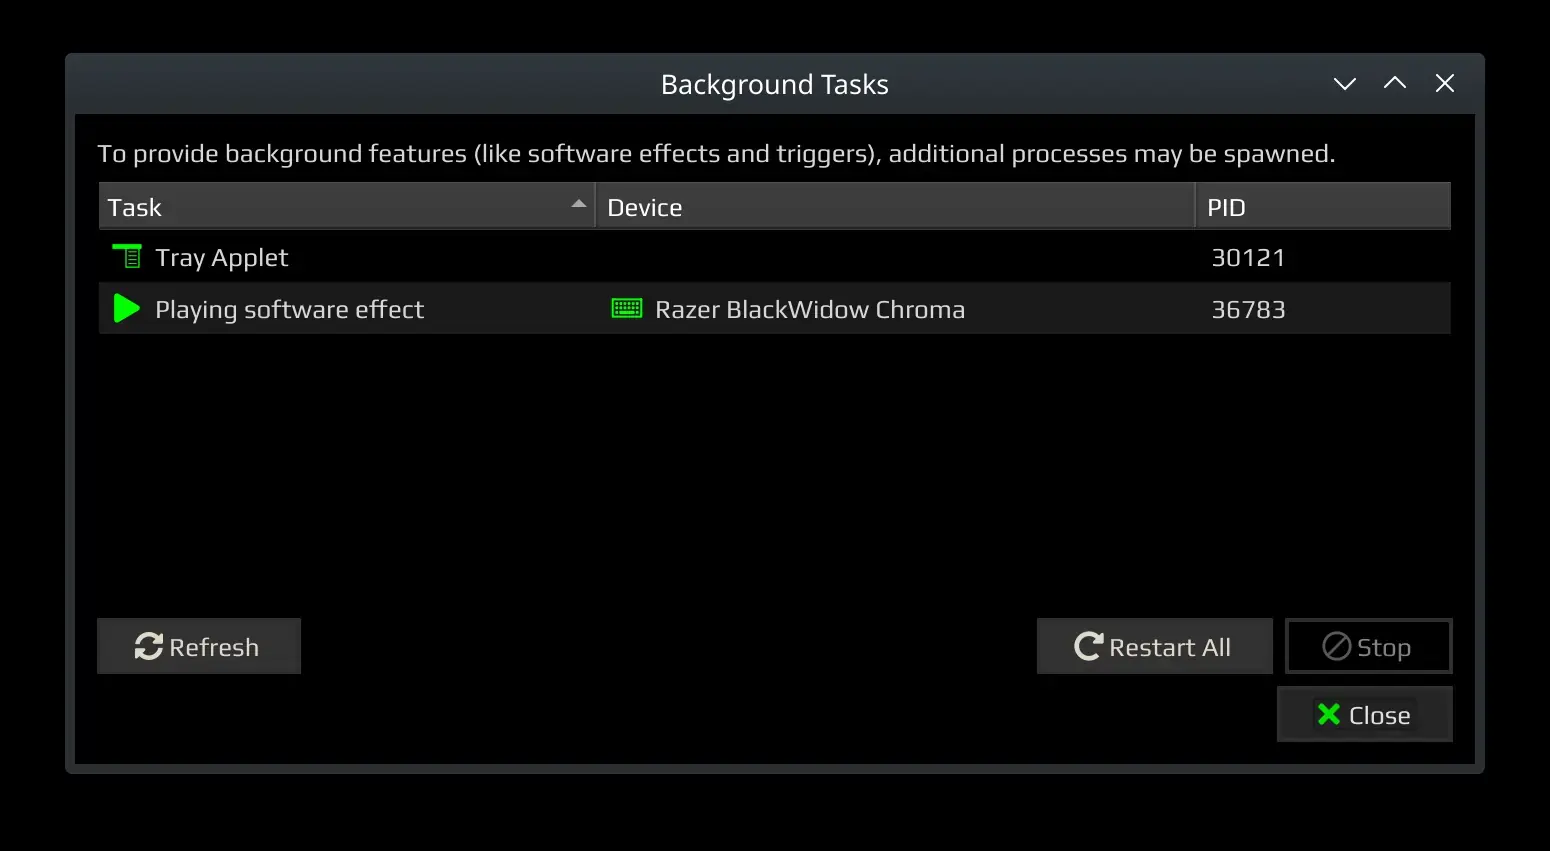 Background Tasks
To provide background features (like software effects and triggers), additional processes may be spawned.
Task Device PID
Tray Applet 30121
Playing software effect Razer BlackWidow Chroma 36783
Refresh Restart All Stop
Close